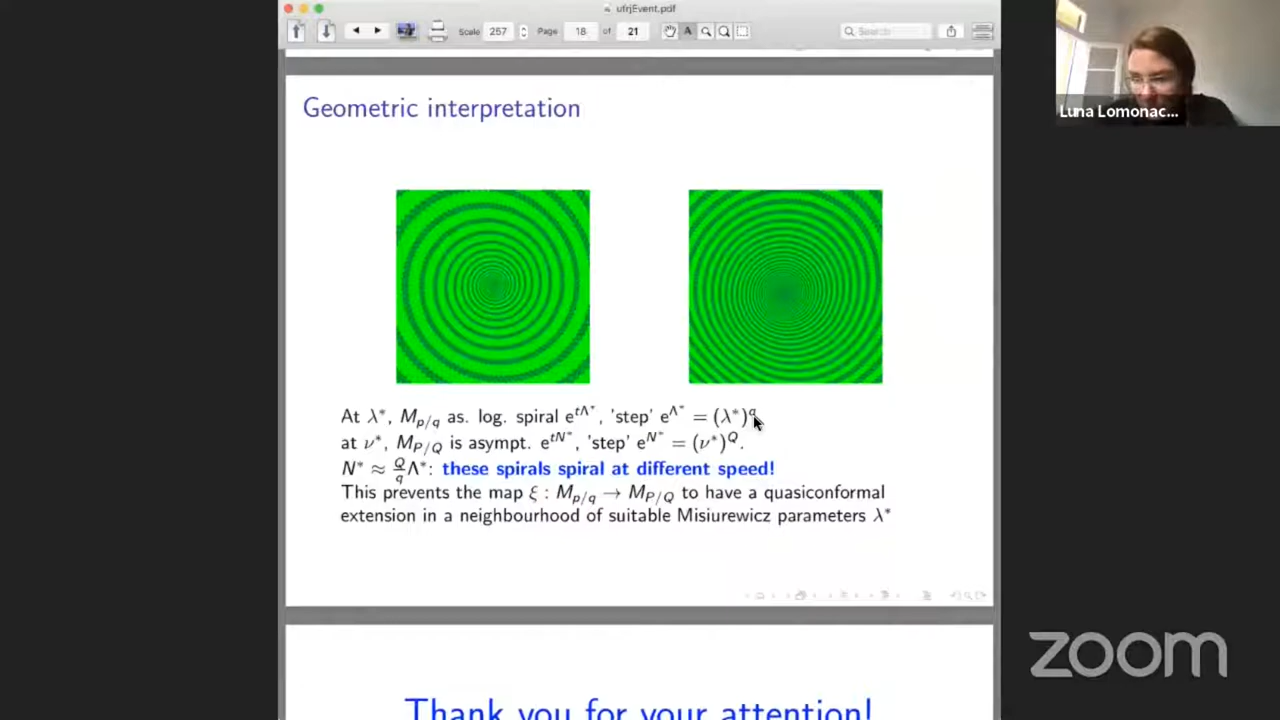 ufrjEvent.pdf
Scale 257 Page 18 of 21 Search
Luna Lomonac...
Geometric interpretation
At λ*, M_{p/q} as. log. spiral e^{tΛ*}, 'step' e^{Λ*} = (λ*)^q
at ν*, M_{P/Q} is asympt. e^{tN*}, 'step' e^{N*} = (ν*)^Q.
N* ≈ \frac{Q}{q}Λ*: these spirals spiral at different speed!
This prevents the map ξ : M_{p/q} → M_{P/Q} to have a quasiconformal
extension in a neighbourhood of suitable Misiurewicz parameters λ*
Thank you for your attention!
zoom